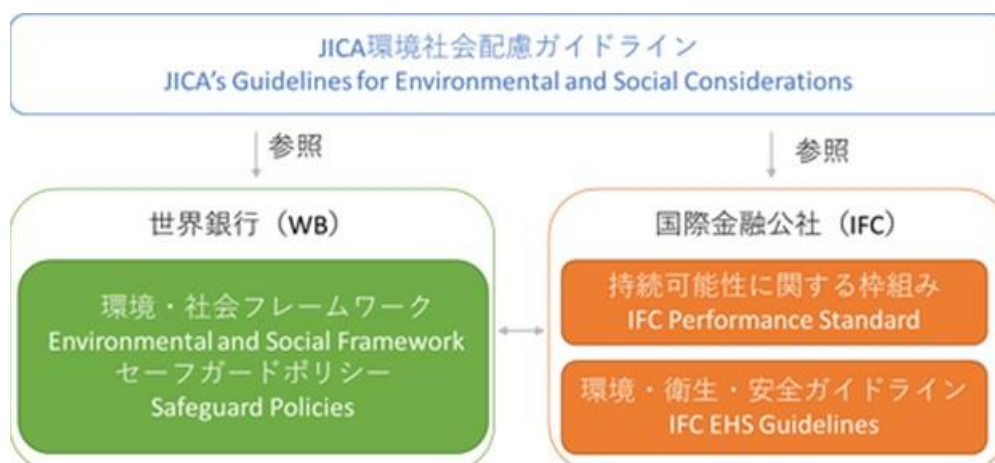 JICA環境社会配慮ガイドライン
JICA's Guidelines for Environmental and Social Considerations
参照
参照
世界銀行（WB）
環境・社会フレームワーク
Environmental and Social Framework
セーフガードポリシー
Safeguard Policies
国際金融公社（IFC）
持続可能性に関する枠組み
IFC Performance Standard
環境・衛生・安全ガイドライン
IFC EHS Guidelines